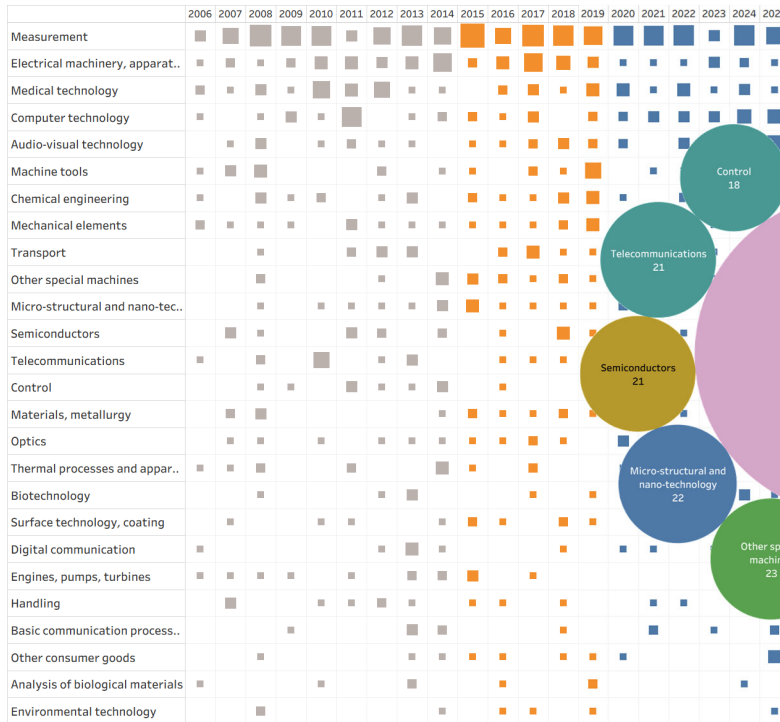 2006 2007 2008 2009 2010 2011 2012 2013 2014 2015 2016 2017 2018 2019 2020 2021 2022 2023 2024 202
Measurement
Electrical machinery, apparat..
Medical technology
Computer technology
Audio-visual technology
Machine tools
Control
18
Chemical engineering
Mechanical elements
Transport
Telecommunications
21
Other special machines
Micro-structural and nano-tec..
Semiconductors
Telecommunications
Semiconductors
21
Control
Materials, metallurgy
Optics
Thermal processes and appar..
Micro-structural and
nano-technology
22
Biotechnology
Surface technology, coating
Digital communication
Other sp
machin
23
Engines, pumps, turbines
Handling
Basic communication process..
Other consumer goods
Analysis of biological materials
Environmental technology